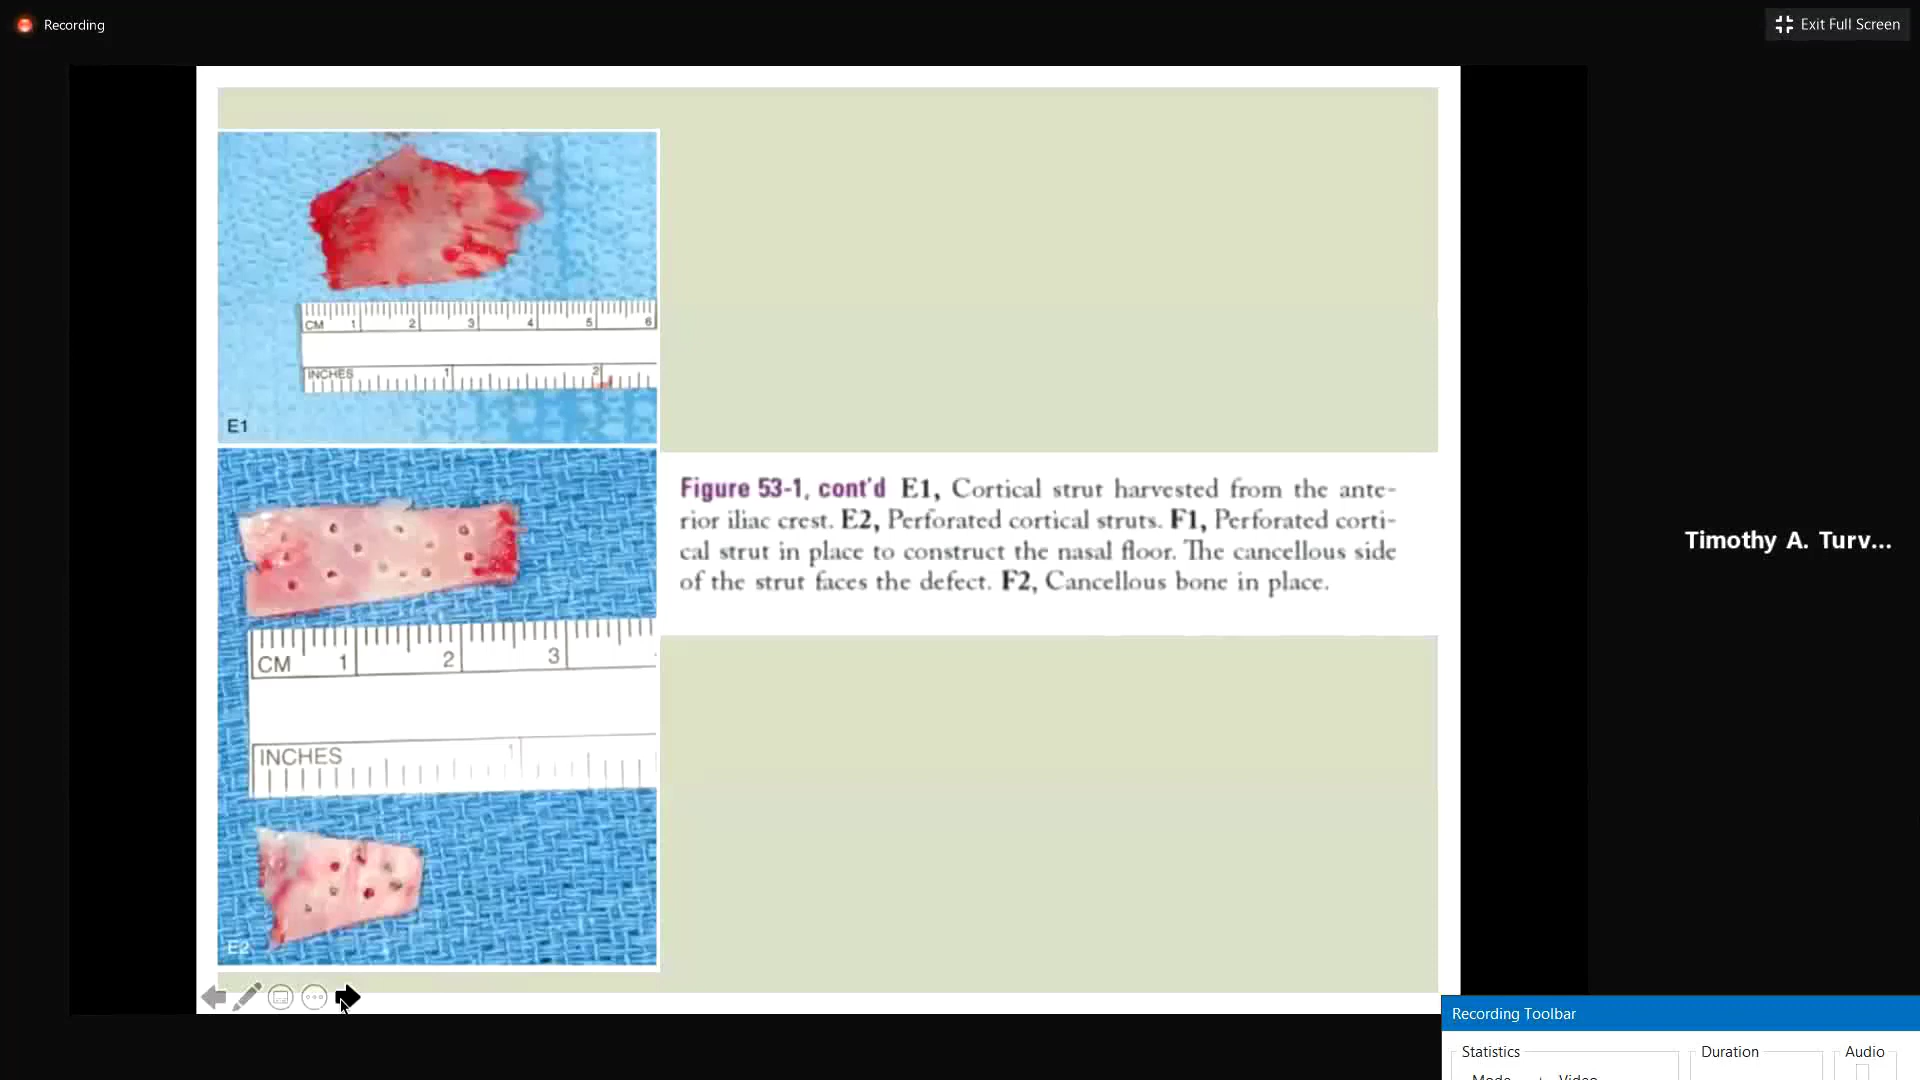 Recording
Exit Full Screen
CM 1 2 3 4 5 6
INCHES 1 2
E1
Figure 53-1, cont'd E1, Cortical strut harvested from the ante-
rior iliac crest. E2, Perforated cortical struts. F1, Perforated corti-
cal strut in place to construct the nasal floor. The cancellous side
of the strut faces the defect. F2, Cancellous bone in place.
CM 1 2 3
INCHES 1
E2
Timothy A. Turv...
Recording Toolbar
Statistics Duration Audio
Mode Video